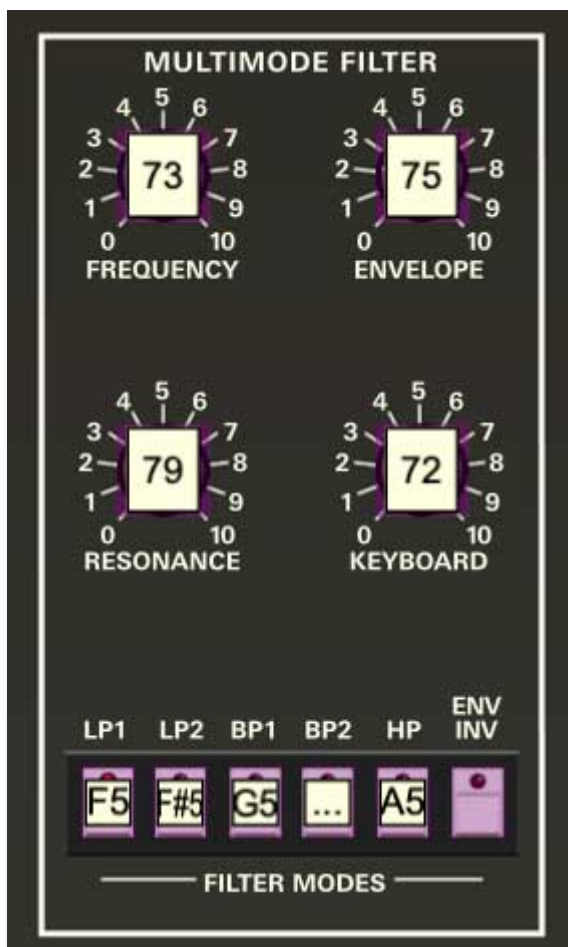 MULTIMODE FILTER
4 5 6
3 7
2 73 8
1 9
0 10
FREQUENCY
4 5 6
3 7
2 75 8
1 9
0 10
ENVELOPE
4 5 6
3 7
2 79 8
1 9
0 10
RESONANCE
4 5 6
3 7
2 72 8
1 9
0 10
KEYBOARD
LP1 LP2 BP1 BP2 HP ENV INV
F5 F#5 G5 ... A5
FILTER MODES